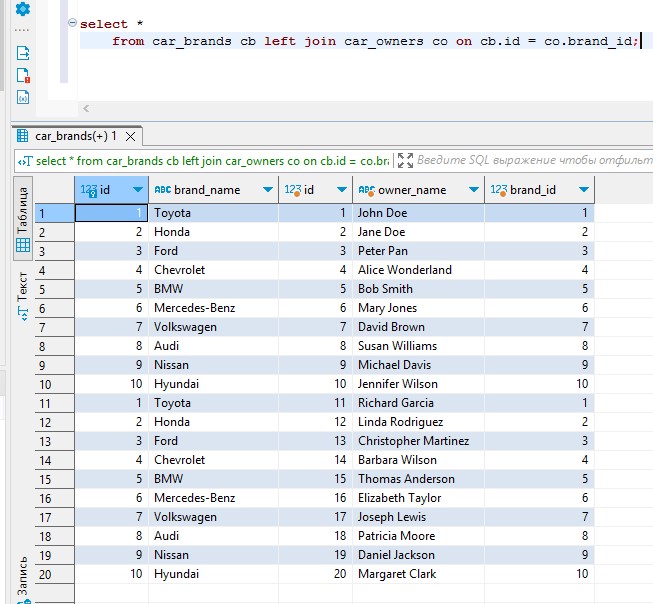 select *
from car_brands cb left join car_owners co on cb.id = co.brand_id;
car_brands(+) 1
select * from car_brands cb left join car_owners co on cb.id = co.bra
Введите SQL выражение чтобы отфильт
Таблица
Текст
Запись
123 id ABC brand_name 123 id ABC owner_name 123 brand_id
1 1 Toyota 1 John Doe 1
2 2 Honda 2 Jane Doe 2
3 3 Ford 3 Peter Pan 3
4 4 Chevrolet 4 Alice Wonderland 4
5 5 BMW 5 Bob Smith 5
6 6 Mercedes-Benz 6 Mary Jones 6
7 7 Volkswagen 7 David Brown 7
8 8 Audi 8 Susan Williams 8
9 9 Nissan 9 Michael Davis 9
10 10 Hyundai 10 Jennifer Wilson 10
11 1 Toyota 11 Richard Garcia 1
12 2 Honda 12 Linda Rodriguez 2
13 3 Ford 13 Christopher Martinez 3
14 4 Chevrolet 14 Barbara Wilson 4
15 5 BMW 15 Thomas Anderson 5
16 6 Mercedes-Benz 16 Elizabeth Taylor 6
17 7 Volkswagen 17 Joseph Lewis 7
18 8 Audi 18 Patricia Moore 8
19 9 Nissan 19 Daniel Jackson 9
20 10 Hyundai 20 Margaret Clark 10